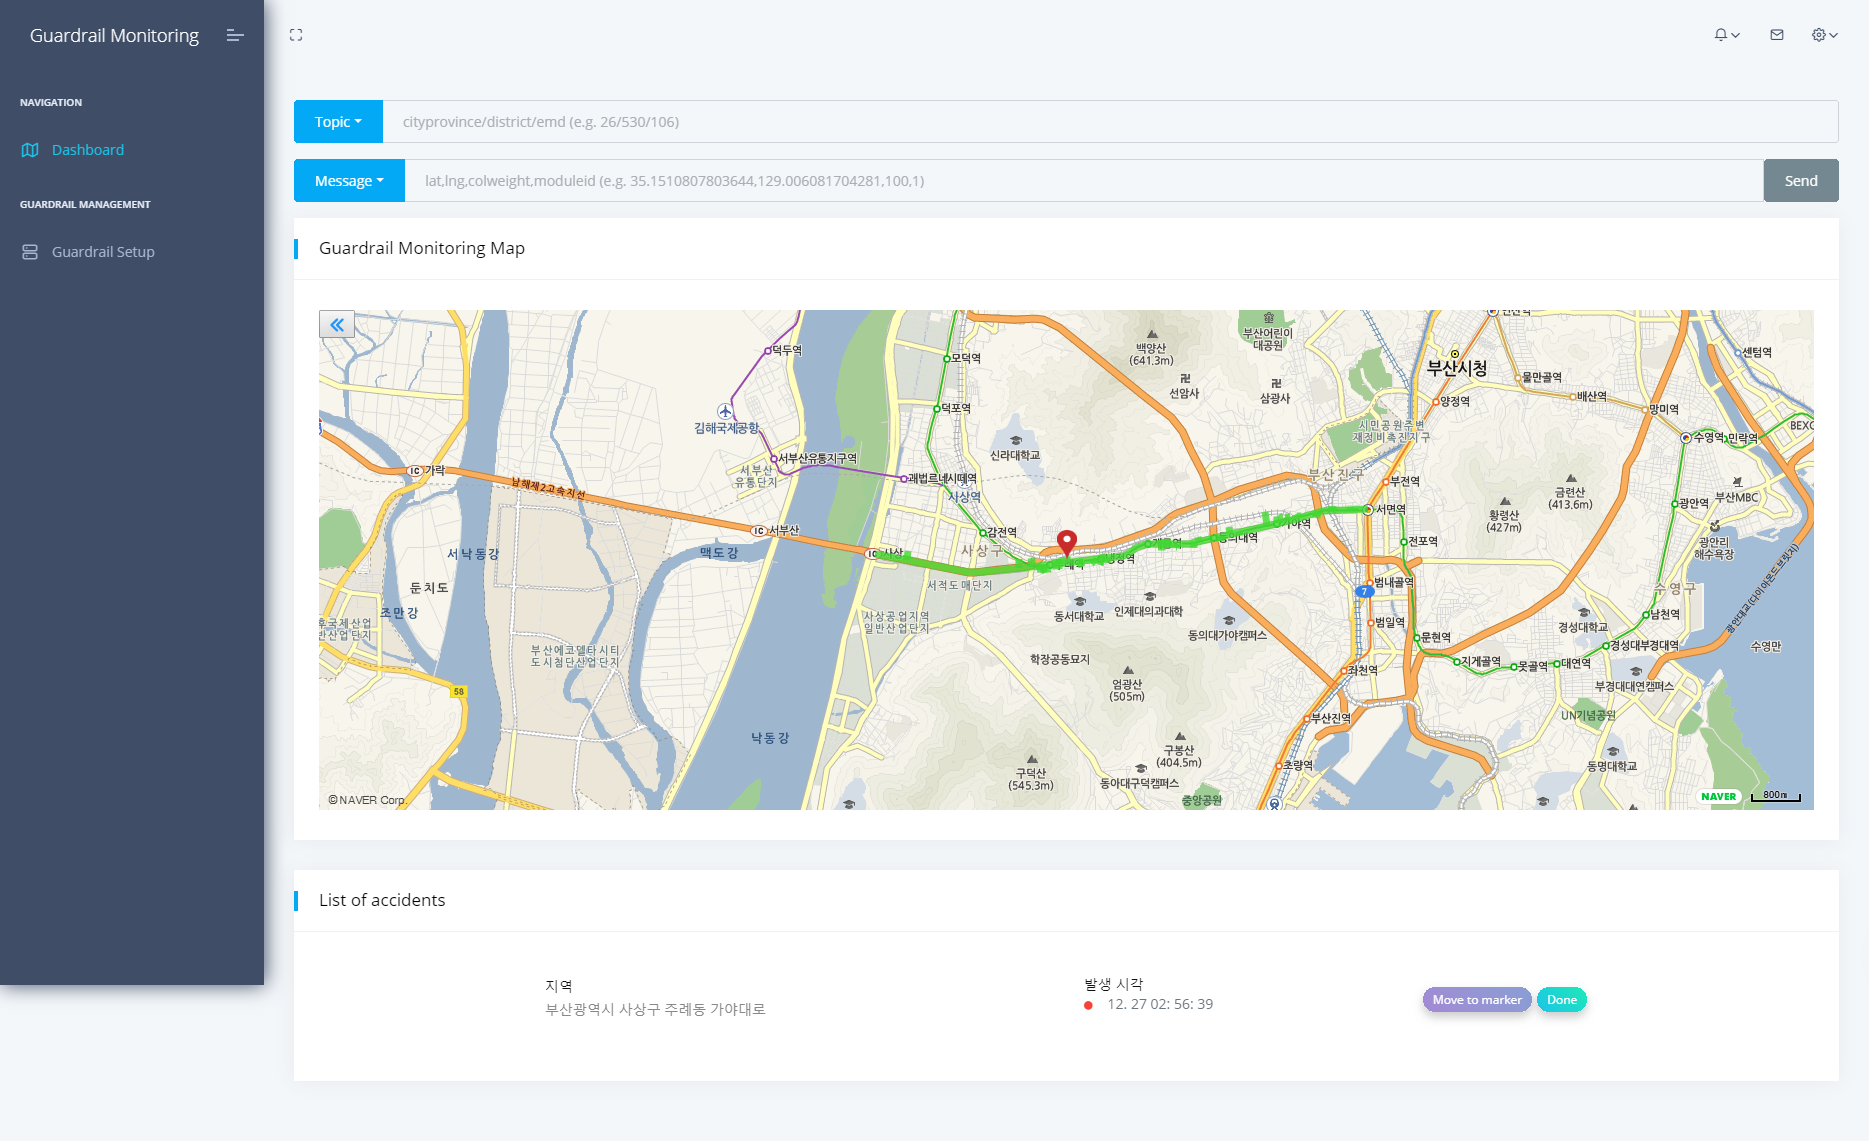 Guardrail Monitoring
NAVIGATION
Dashboard
GUARDRAIL MANAGEMENT
Guardrail Setup
Topic
cityprovince/district/emd (e.g. 26/530/106)
Message
lat,lng,colweight,moduleid (e.g. 35.1510807803644,129.006081704281,100,1)
Send
Guardrail Monitoring Map
덕두역
모덕역
백양산
(641.3m)
부산어린이
대공원
부산시청
센텀역
선암사
삼광사
물만골역
배산역
양정역
망미역
덕포역
김해국제공항
신라대학교
시민공원주변
재정비촉진지구
수영역
민락역
BEXC
서부산유통지구역
서부산
유통단지
IC 가락
남해제2고속지선
괘법르네시떼역
사상역
부산진구
부전역
금련산
(413.6m)
광안역
부산MBC
황령산
(427m)
서면역
IC 서부산
감전역
사상구
가야역
동의대역
전포역
광안리
해수욕장
서낙동강
맥도강
IC 사상
냉정역
서적도매단지
둔치도
조만강
범내골역
7
수영구
광안대교(다이아몬드브릿지)
동서대학교
인제대의과대학
동의대가야캠퍼스
사상공업지역
일반산업단지
범일역
문현역
경성대학교
남천역
경성대부경대역
수영만
부산에코델타시티
도시첨단산업단지
학장공동묘지
엄광산
(505m)
좌천역
지게골역
못골역
대연역
부경대대연캠퍼스
58
UN기념공원
부산진역
낙동강
구봉산
(404.5m)
초량역
동명대학교
구덕산
(545.3m)
동아대구덕캠퍼스
중앙공원
© NAVER Corp.
NAVER
800m
List of accidents
지역
부산광역시 사상구 주례동 가야대로
발생 시각
12. 27 02: 56: 39
Move to marker
Done